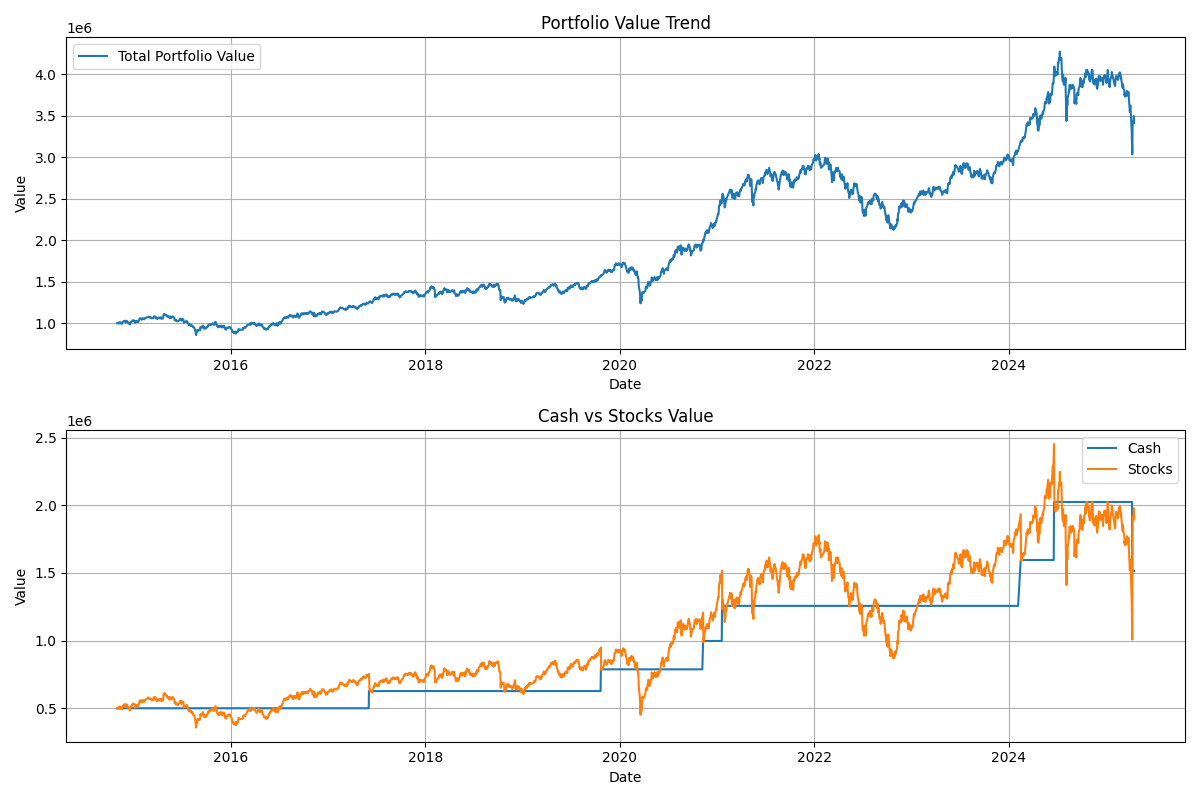 Portfolio Value Trend
1e6
Total Portfolio Value
4.0
3.5
3.0
2.5
2.0
1.5
1.0
Value
2016 2018 2020 2022 2024
Date
Cash vs Stocks Value
1e6
Cash
Stocks
2.5
2.0
1.5
1.0
0.5
Value
2016 2018 2020 2022 2024
Date